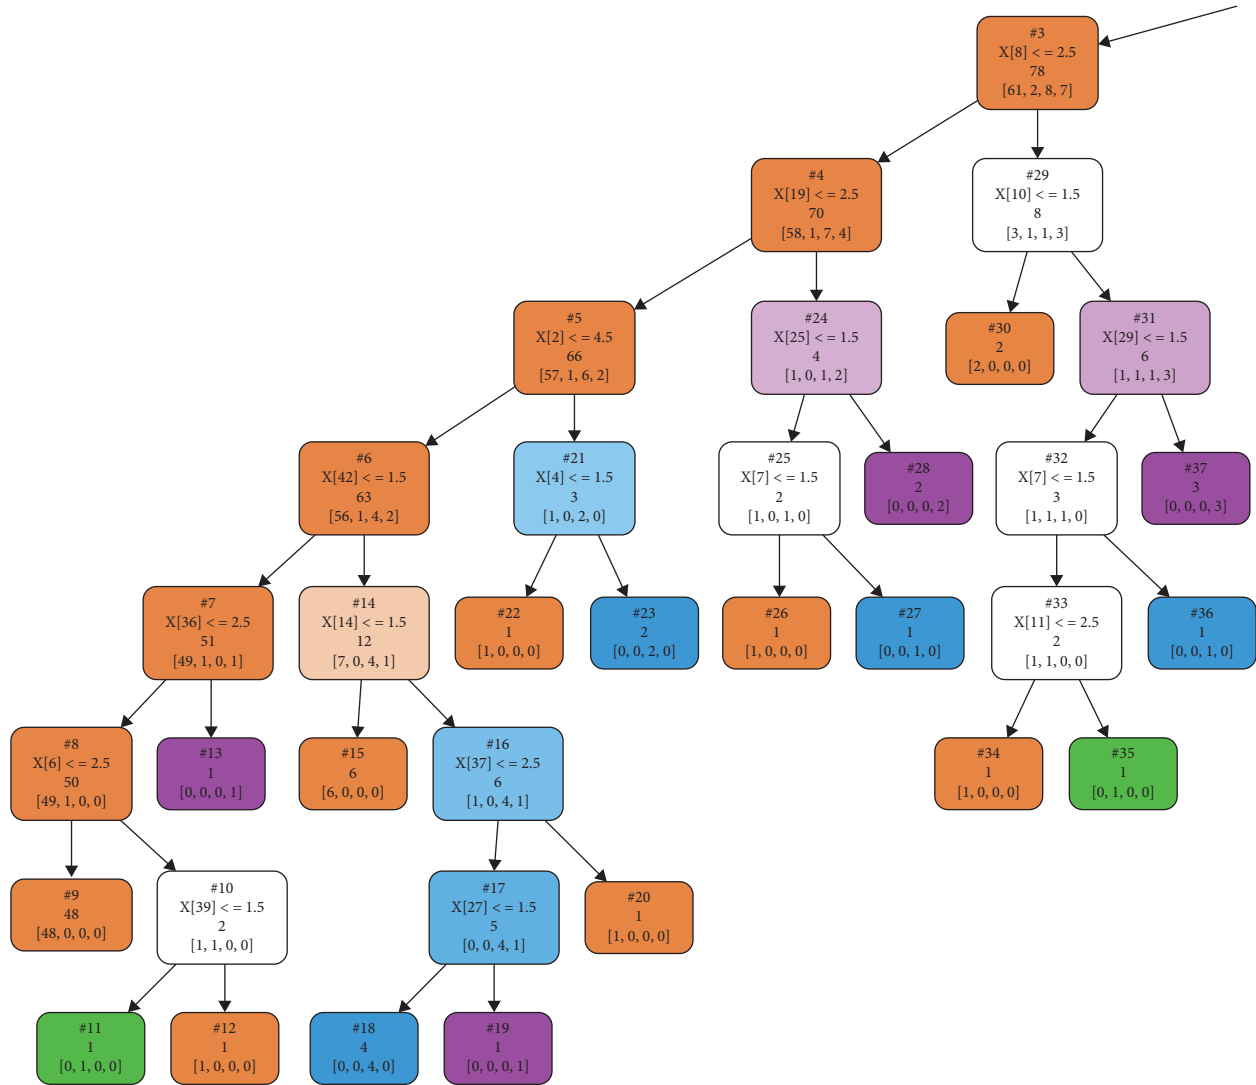 #3
X[8] < = 2.5
78
[61, 2, 8, 7]
#4
X[19] < = 2.5
70
[58, 1, 7, 4]
#29
X[10] < = 1.5
8
[3, 1, 1, 3]
#5
X[2] < = 4.5
66
[57, 1, 6, 2]
#24
X[25] < = 1.5
4
[1, 0, 1, 2]
#30
2
[2, 0, 0, 0]
#31
X[29] < = 1.5
6
[1, 1, 1, 3]
#6
X[42] < = 1.5
63
[56, 1, 4, 2]
#21
X[4] < = 1.5
3
[1, 0, 2, 0]
#25
X[7] < = 1.5
2
[1, 0, 1, 0]
#28
2
[0, 0, 0, 2]
#32
X[7] < = 1.5
3
[1, 1, 1, 0]
#37
3
[0, 0, 0, 3]
#7
X[36] < = 2.5
51
[49, 1, 0, 1]
#14
X[14] < = 1.5
12
[7, 0, 4, 1]
#22
1
[1, 0, 0, 0]
#23
2
[0, 0, 2, 0]
#26
1
[1, 0, 0, 0]
#27
1
[0, 0, 1, 0]
#33
X[11] < = 2.5
2
[1, 1, 0, 0]
#36
1
[0, 0, 1, 0]
#8
X[6] < = 2.5
50
[49, 1, 0, 0]
#13
1
[0, 0, 0, 1]
#15
6
[6, 0, 0, 0]
#16
X[37] < = 2.5
6
[1, 0, 4, 1]
#34
1
[1, 0, 0, 0]
#35
1
[0, 1, 0, 0]
#9
48
[48, 0, 0, 0]
#10
X[39] < = 1.5
2
[1, 1, 0, 0]
#17
X[27] < = 1.5
5
[0, 0, 4, 1]
#20
1
[1, 0, 0, 0]
#11
1
[0, 1, 0, 0]
#12
1
[1, 0, 0, 0]
#18
4
[0, 0, 4, 0]
#19
1
[0, 0, 0, 1]